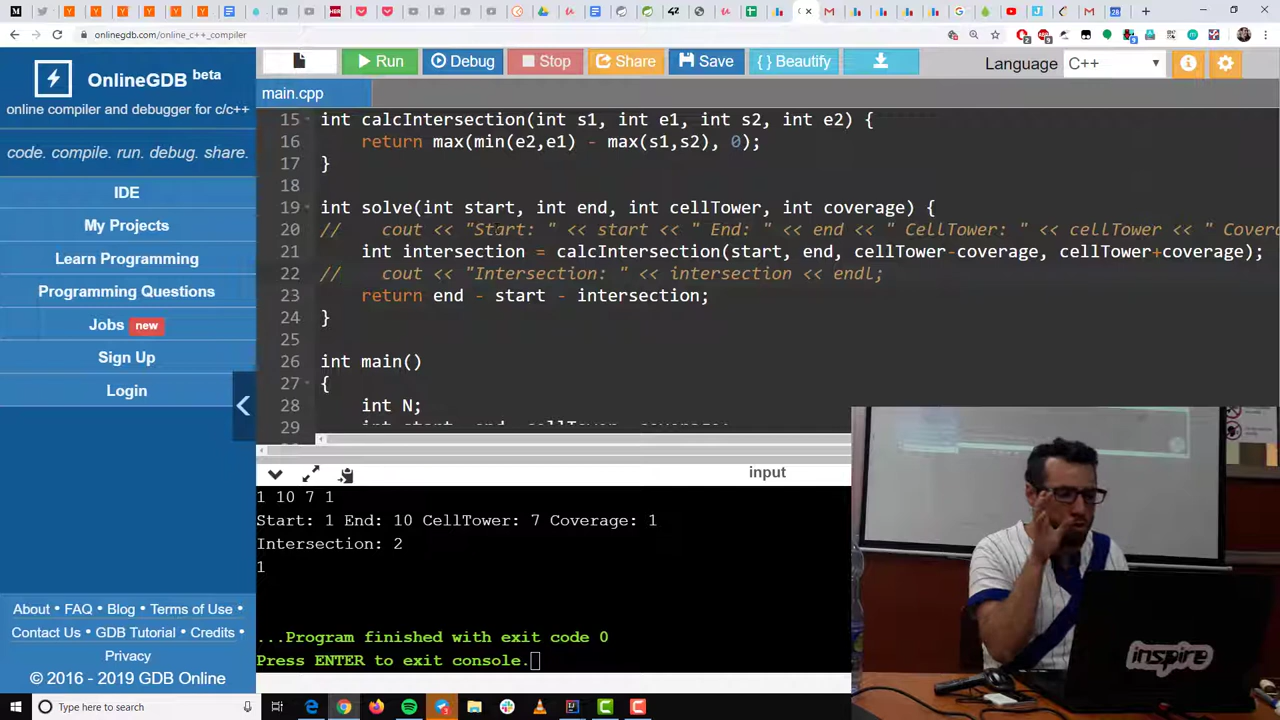 onlinegdb.com/online_c++_compiler
OnlineGDB beta
online compiler and debugger for c/c++
code. compile. run. debug. share.
IDE
My Projects
Learn Programming
Programming Questions
Jobs new
Sign Up
Login
About • FAQ • Blog • Terms of Use •
Contact Us • GDB Tutorial • Credits •
Privacy
© 2016 - 2019 GDB Online
Run
Debug
Stop
Share
Save
{ } Beautify
Language
C++
main.cpp
15 int calcIntersection(int s1, int e1, int s2, int e2) {
16 return max(min(e2,e1) - max(s1,s2), 0);
17 }
18
19 int solve(int start, int end, int cellTower, int coverage) {
20 // cout << "Start: " << start << " End: " << end << " CellTower: " << cellTower << " Covera
21 int intersection = calcIntersection(start, end, cellTower-coverage, cellTower+coverage);
22 // cout << "Intersection: " << intersection << endl;
23 return end - start - intersection;
24 }
25
26 int main()
27 {
28 int N;
29 int start, end, cellTower, coverage;
input
1 10 7 1
Start: 1 End: 10 CellTower: 7 Coverage: 1
Intersection: 2
1
...Program finished with exit code 0
Press ENTER to exit console.
inspire
Type here to search